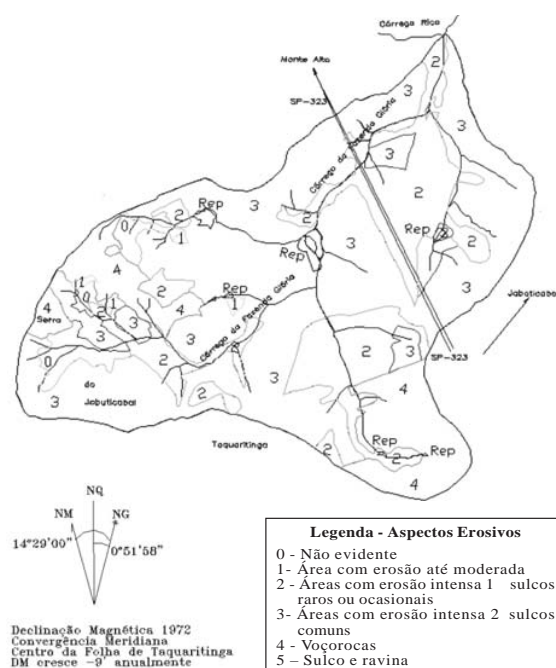 Córrego Rico
2
Monte Alto
3
SP-323
Córrego da Fazenda Glória
3
3
2
Rep
3
2
2
0
1
Rep
2
Rep
3
4
2
Rep
1
3
4
1
0
1
4
2
3
Jaboticabal
Serra
3
3
Córrego da Fazenda Glória
2
3
SP-323
0
2
3
4
do
Jabuticabal
3
2
Taquaritinga
2
Rep
2
Rep
4
NQ
NM
NG
14°29'00"
0°51'58"
Declinação Magnética 1972
Convergência Meridiana
Centro da Folha de Taquaritinga
DM cresce -9' anualmente
Legenda - Aspectos Erosivos
0 - Não evidente
1- Área com erosão até moderada
2 - Áreas com erosão intensa 1 sulcos
raros ou ocasionais
3- Áreas com erosão intensa 2 sulcos
comuns
4 - Voçorocas
5 – Sulco e ravina